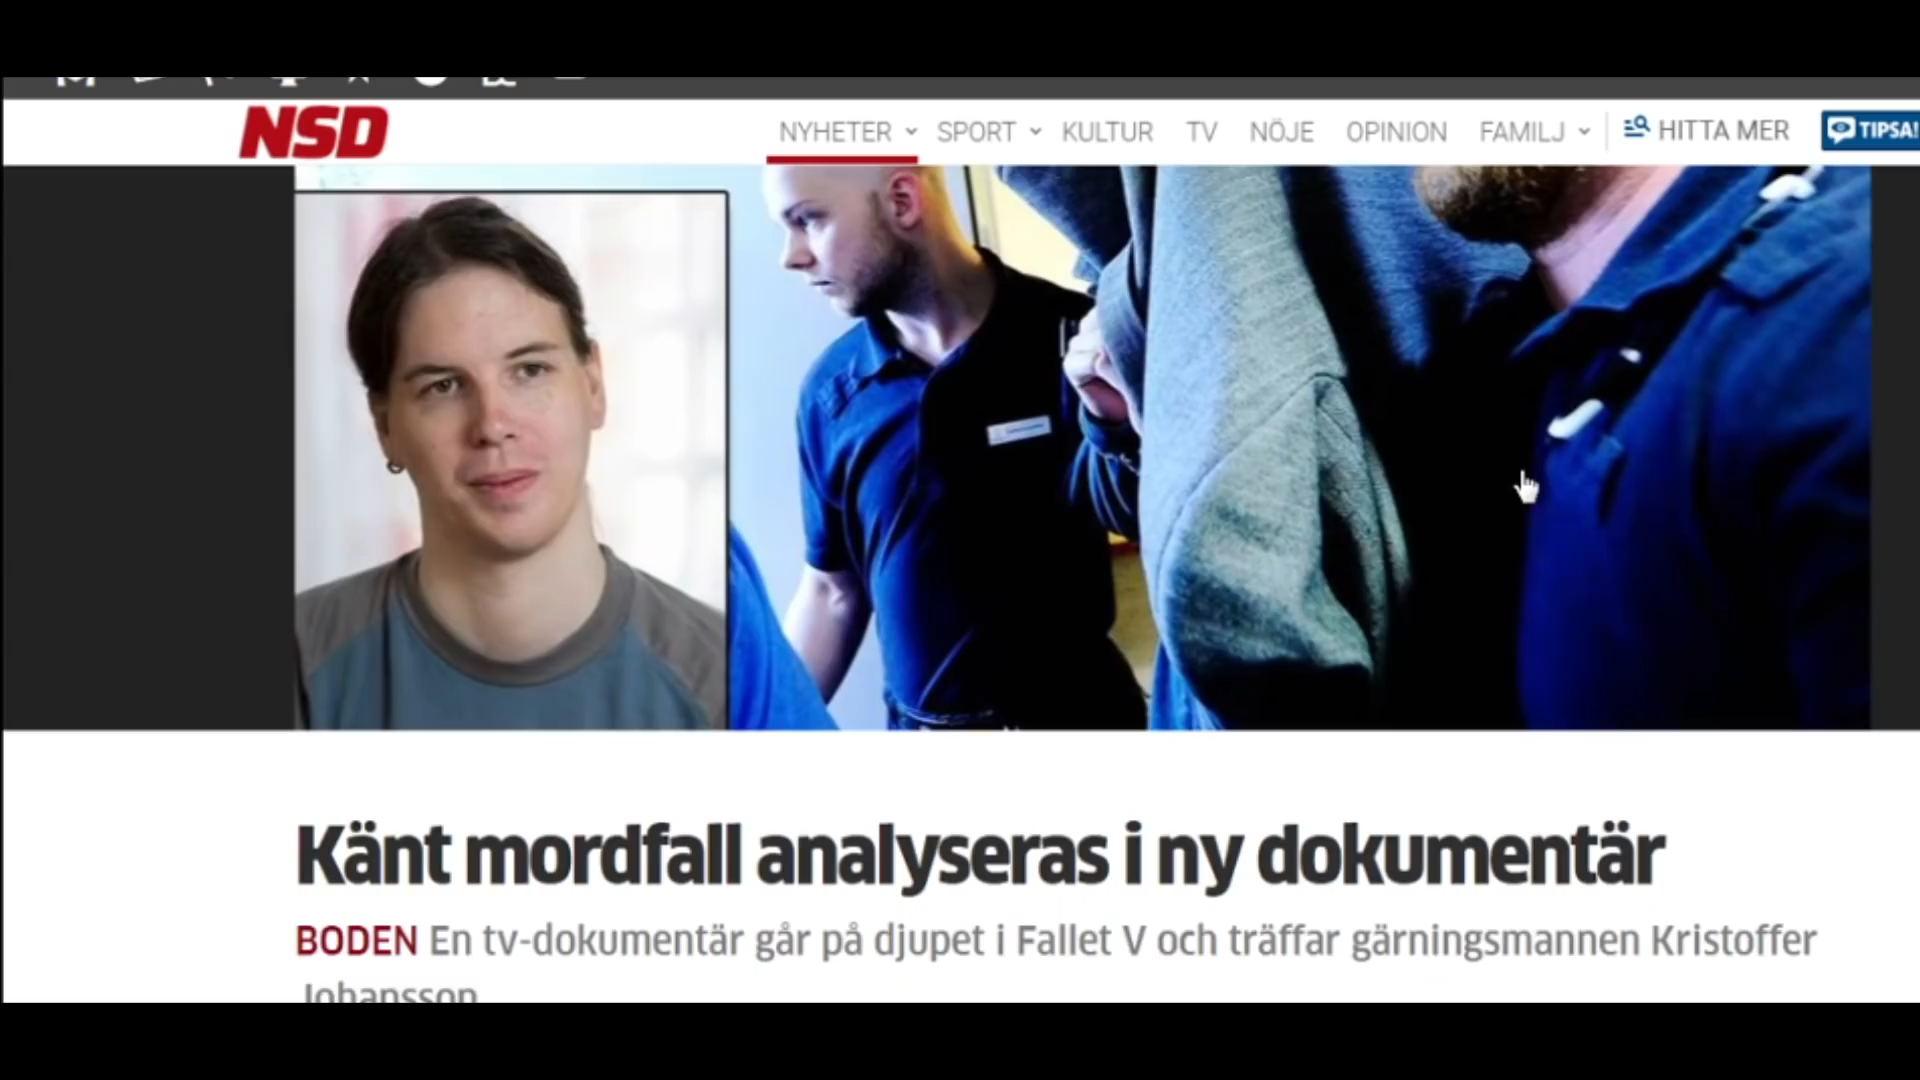 NSD
NYHETER SPORT KULTUR TV NÖJE OPINION FAMILJ HITTA MER TIPSA!
Känt mordfall analyseras i ny dokumentär
BODEN En tv-dokumentär går på djupet i Fallet V och träffar gärningsmannen Kristoffer
Johansson